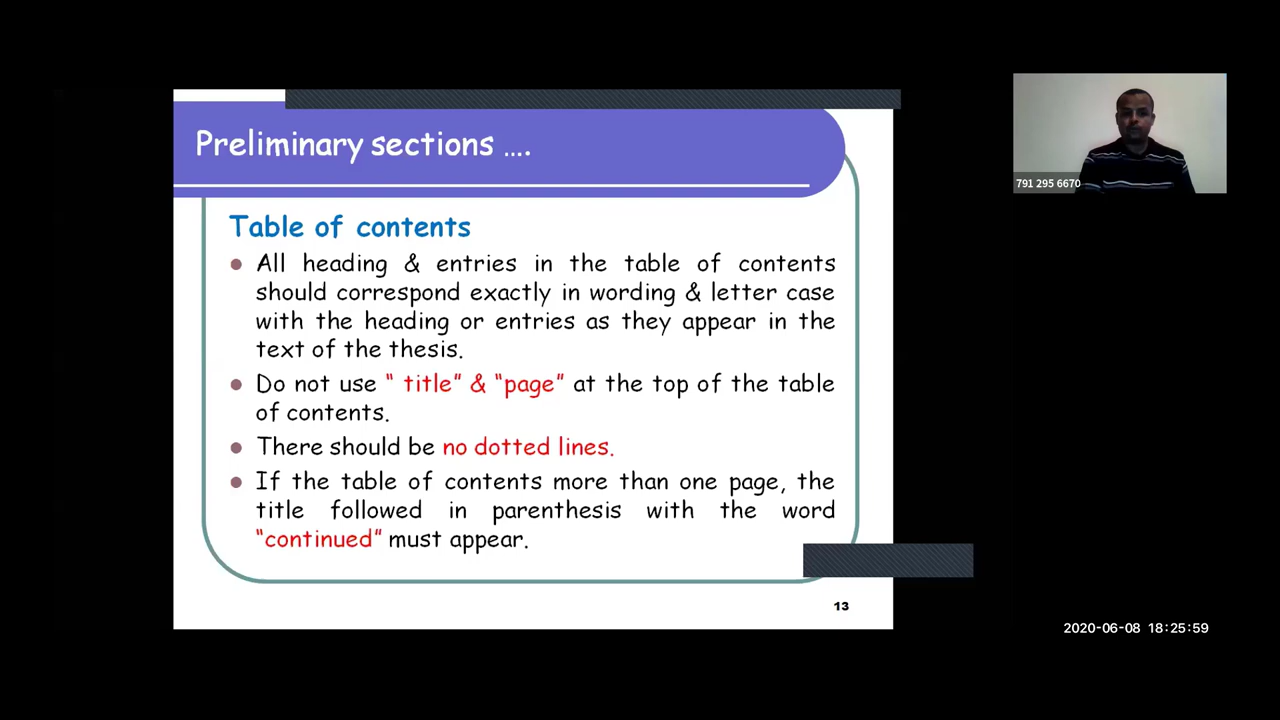 Preliminary sections ....
Table of contents
All heading & entries in the table of contents
should correspond exactly in wording & letter case
with the heading or entries as they appear in the
text of the thesis.
Do not use “ title” & “page” at the top of the table
of contents.
There should be no dotted lines.
If the table of contents more than one page, the
title followed in parenthesis with the word
“continued” must appear.
13
791 295 6670
2020-06-08 18:25:59